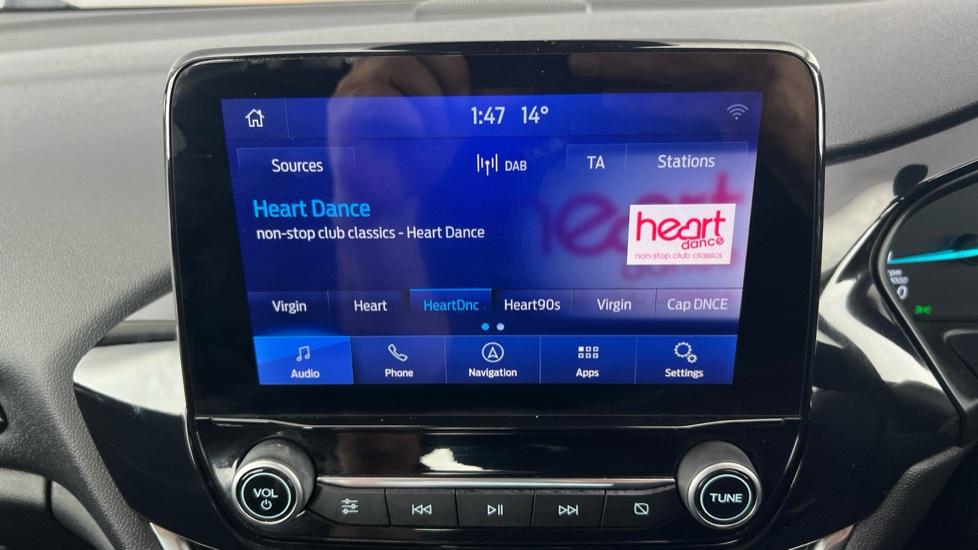 1:47 14°
Sources DAB TA Stations
Heart Dance
non-stop club classics - Heart Dance
heart
dance
non-stop club classics
Virgin Heart HeartDnc Heart90s Virgin Cap DNCE
Audio Phone Navigation Apps Settings
VOL TUNE